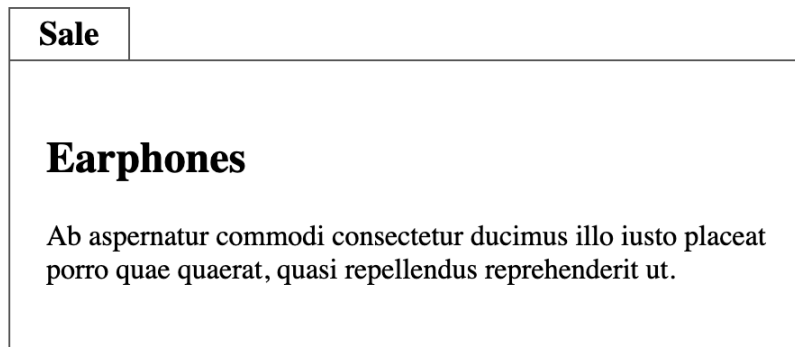 Sale
Earphones
Ab aspernatur commodi consectetur ducimus illo iusto placeat
porro quae quaerat, quasi repellendus reprehenderit ut.